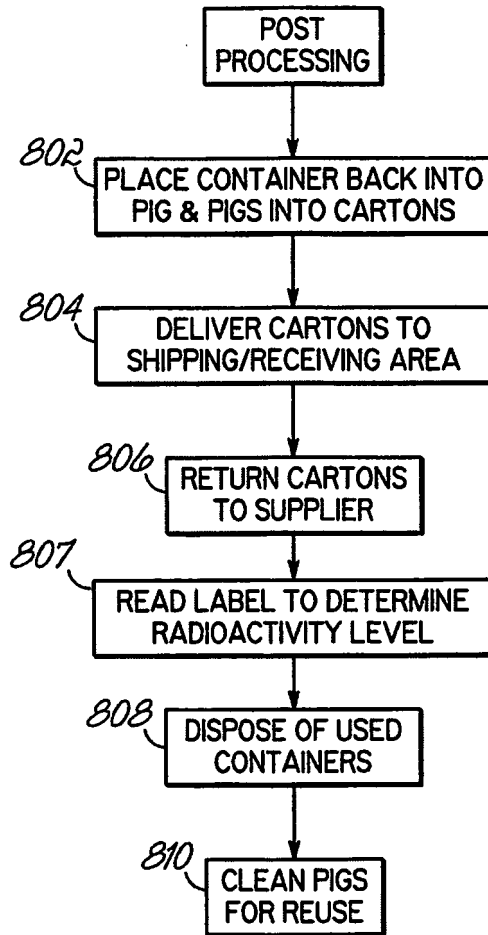 POST
PROCESSING
802
PLACE CONTAINER BACK INTO
PIG & PIGS INTO CARTONS
804
DELIVER CARTONS TO
SHIPPING/RECEIVING AREA
806
RETURN CARTONS
TO SUPPLIER
807
READ LABEL TO DETERMINE
RADIOACTIVITY LEVEL
808
DISPOSE OF USED
CONTAINERS
810
CLEAN PIGS
FOR REUSE